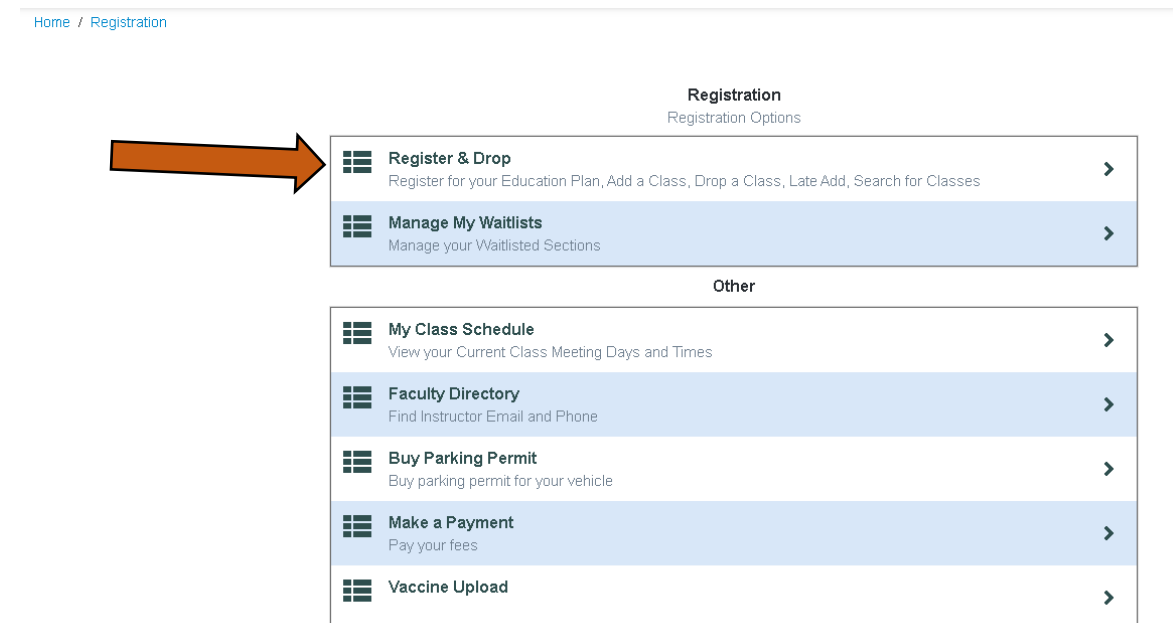 Home / Registration
Registration
Registration Options
Register & Drop
Register for your Education Plan, Add a Class, Drop a Class, Late Add, Search for Classes
Manage My Waitlists
Manage your Waitlisted Sections
Other
My Class Schedule
View your Current Class Meeting Days and Times
Faculty Directory
Find Instructor Email and Phone
Buy Parking Permit
Buy parking permit for your vehicle
Make a Payment
Pay your fees
Vaccine Upload